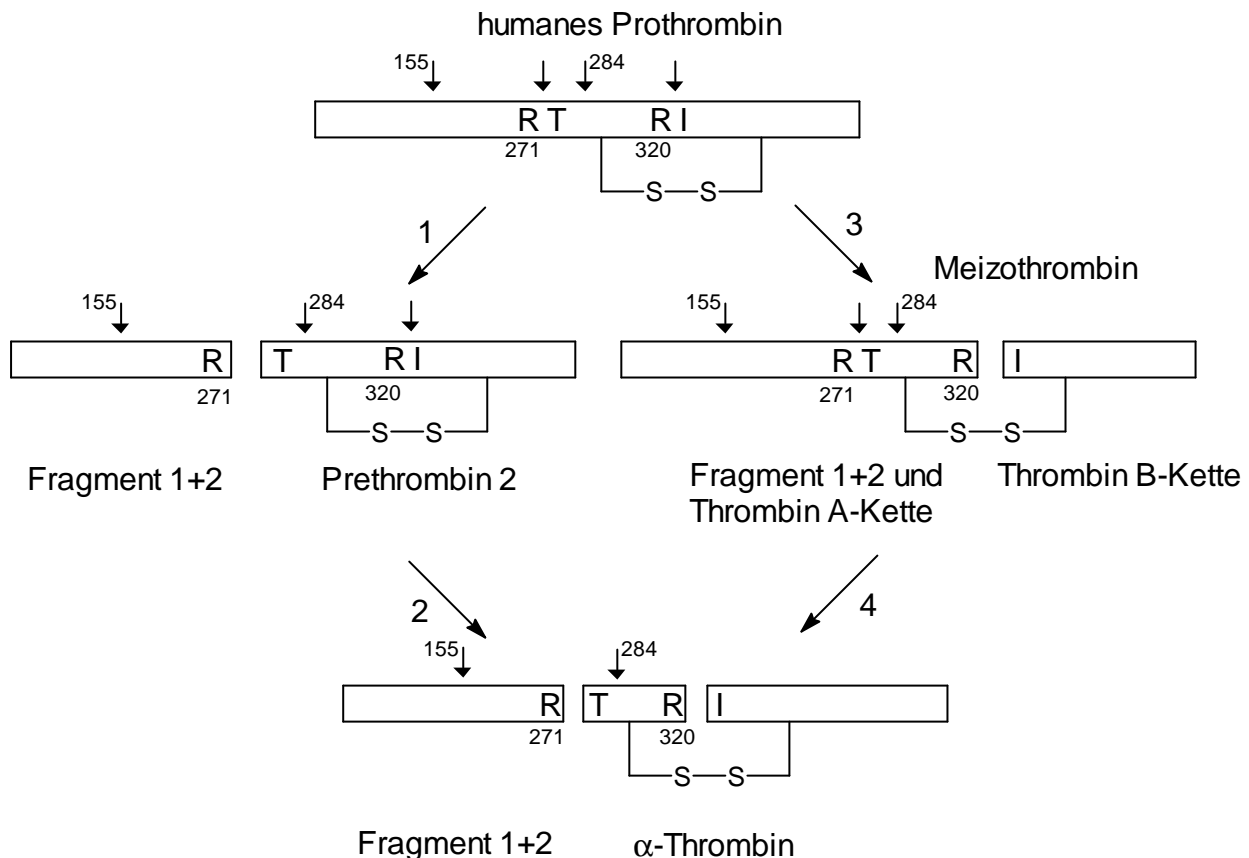 humanes Prothrombin
155 284
R T R I
271 320
S S
1 3
Meizothrombin
155 284 155 284
R T R I R T R I
271 320 271 320
S S S S
Fragment 1+2 Prethrombin 2 Fragment 1+2 und Thrombin B-Kette
Thrombin A-Kette
2 4
155 284
R T R I
271 320
S S
Fragment 1+2 α-Thrombin